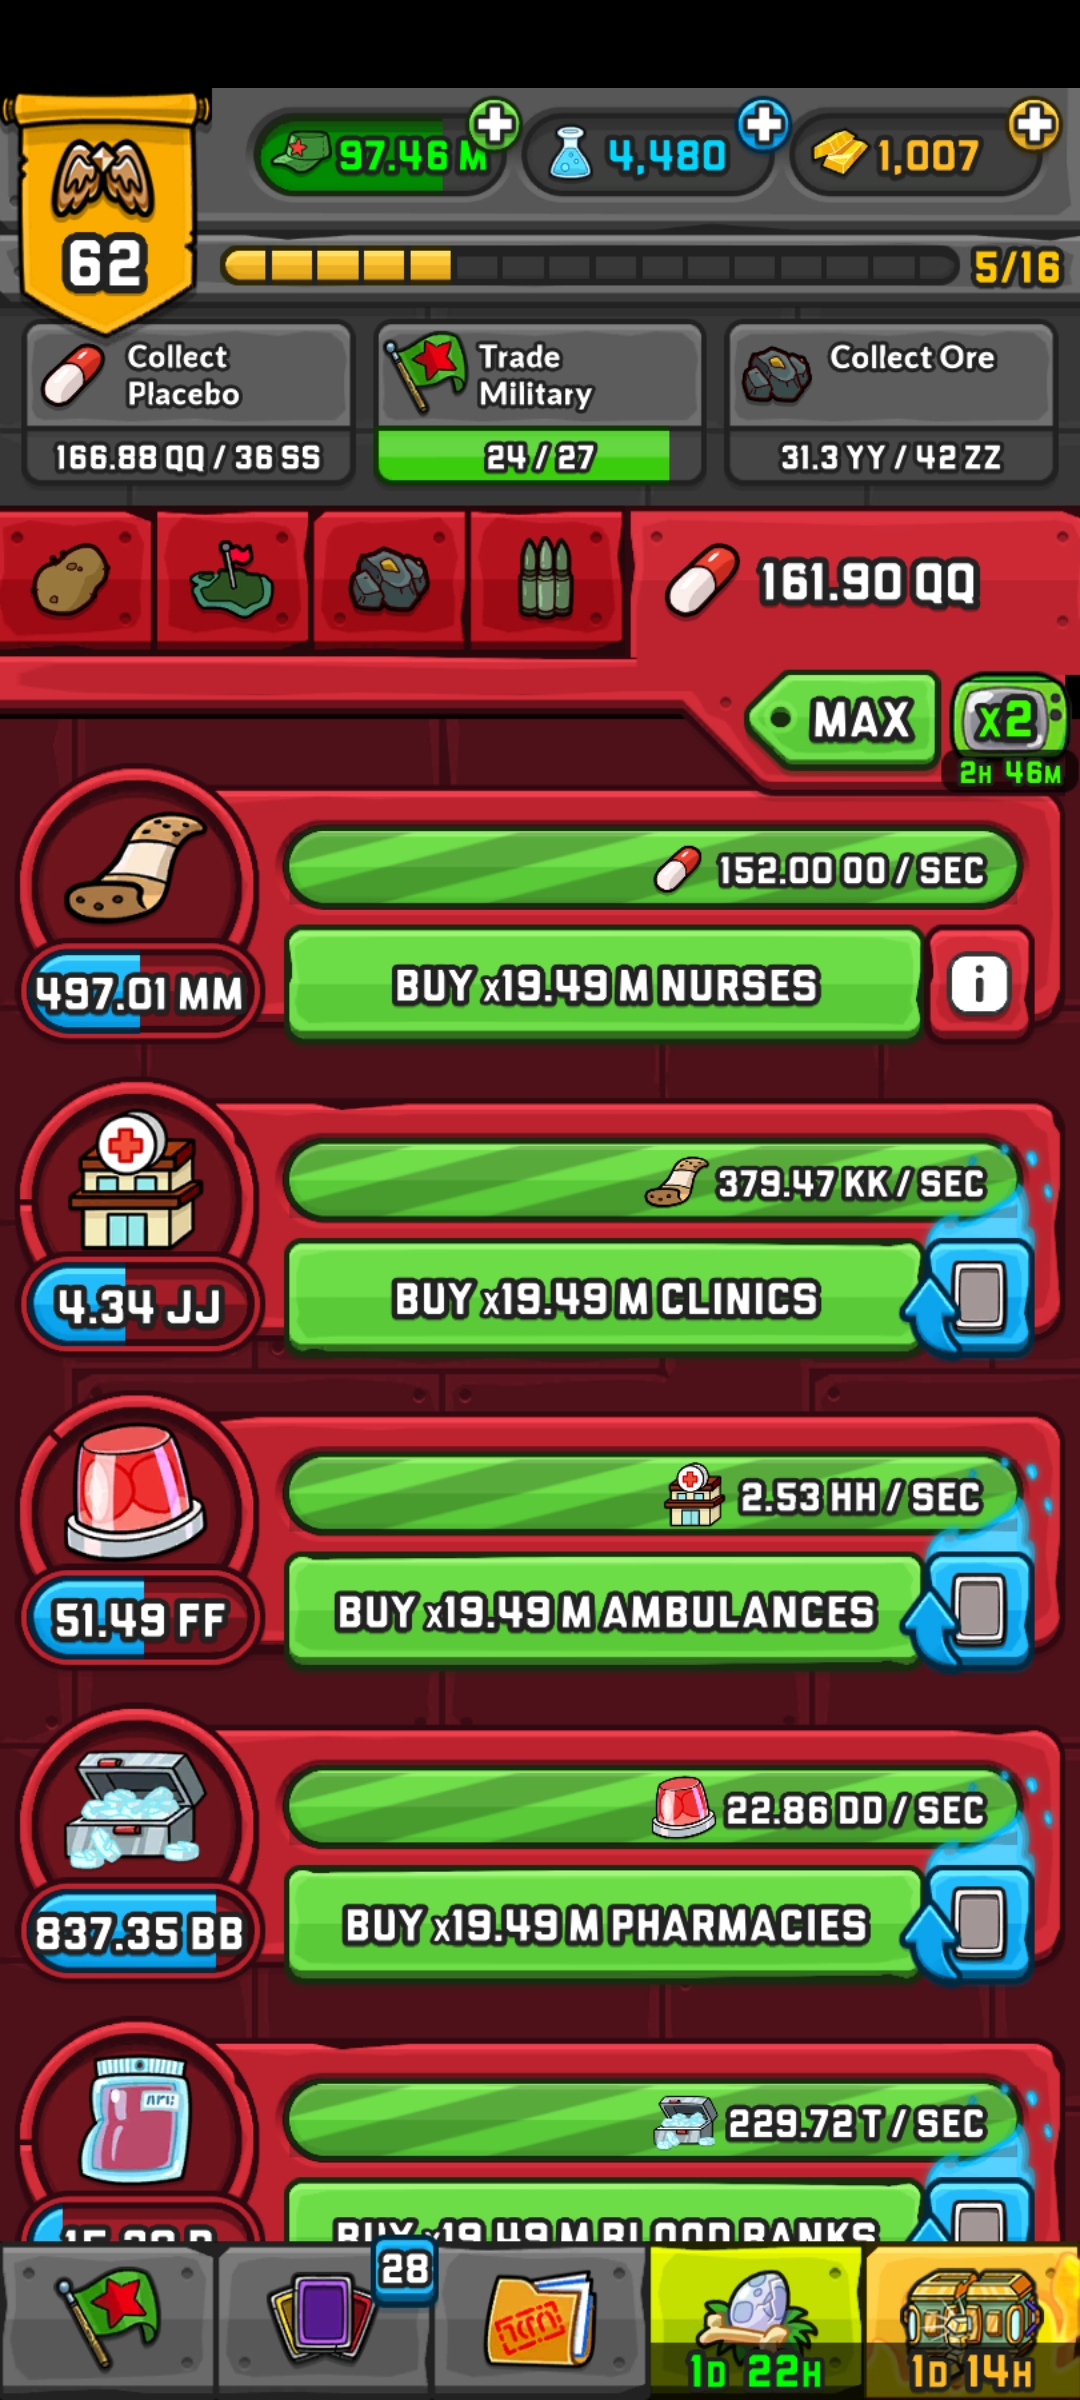 62
97.46 M
4,480
1,007
5/16
Collect
Placebo
166.88 QQ / 36 SS
Trade
Military
24 / 27
Collect Ore
31.3 YY / 42 ZZ
161.90 QQ
MAX
x2
2H 46M
152.00 OO / SEC
497.01 MM
BUY x19.49 M NURSES
379.47 KK / SEC
4.34 JJ
BUY x19.49 M CLINICS
2.53 HH / SEC
51.49 FF
BUY x19.49 M AMBULANCES
22.86 DD / SEC
837.35 BB
BUY x19.49 M PHARMACIES
229.72 T / SEC
BUY x19.49 M BLOOD BANKS
28
1D 22H
1D 14H